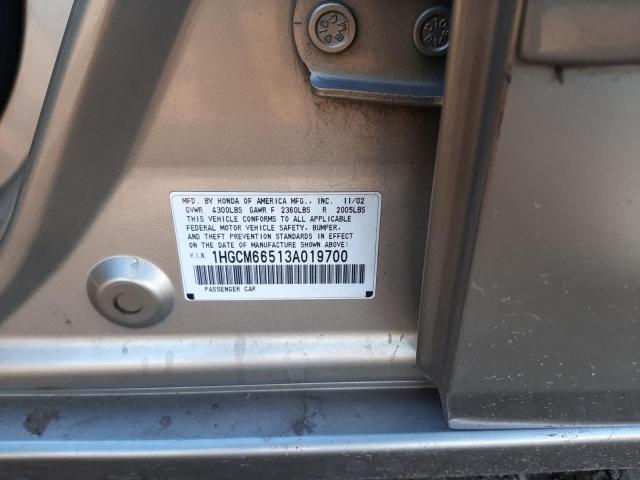 MFD. BY HONDA OF AMERICA MFG., INC. 11/02
GVWR 4300LBS GAWR F 2360LBS R 2005LBS
THIS VEHICLE CONFORMS TO ALL APPLICABLE
FEDERAL MOTOR VEHICLE SAFETY, BUMPER,
AND THEFT PREVENTION STANDARDS IN EFFECT
ON THE DATE OF MANUFACTURE SHOWN ABOVE.
V.I.N. 1HGCM66513A019700
PASSENGER CAR